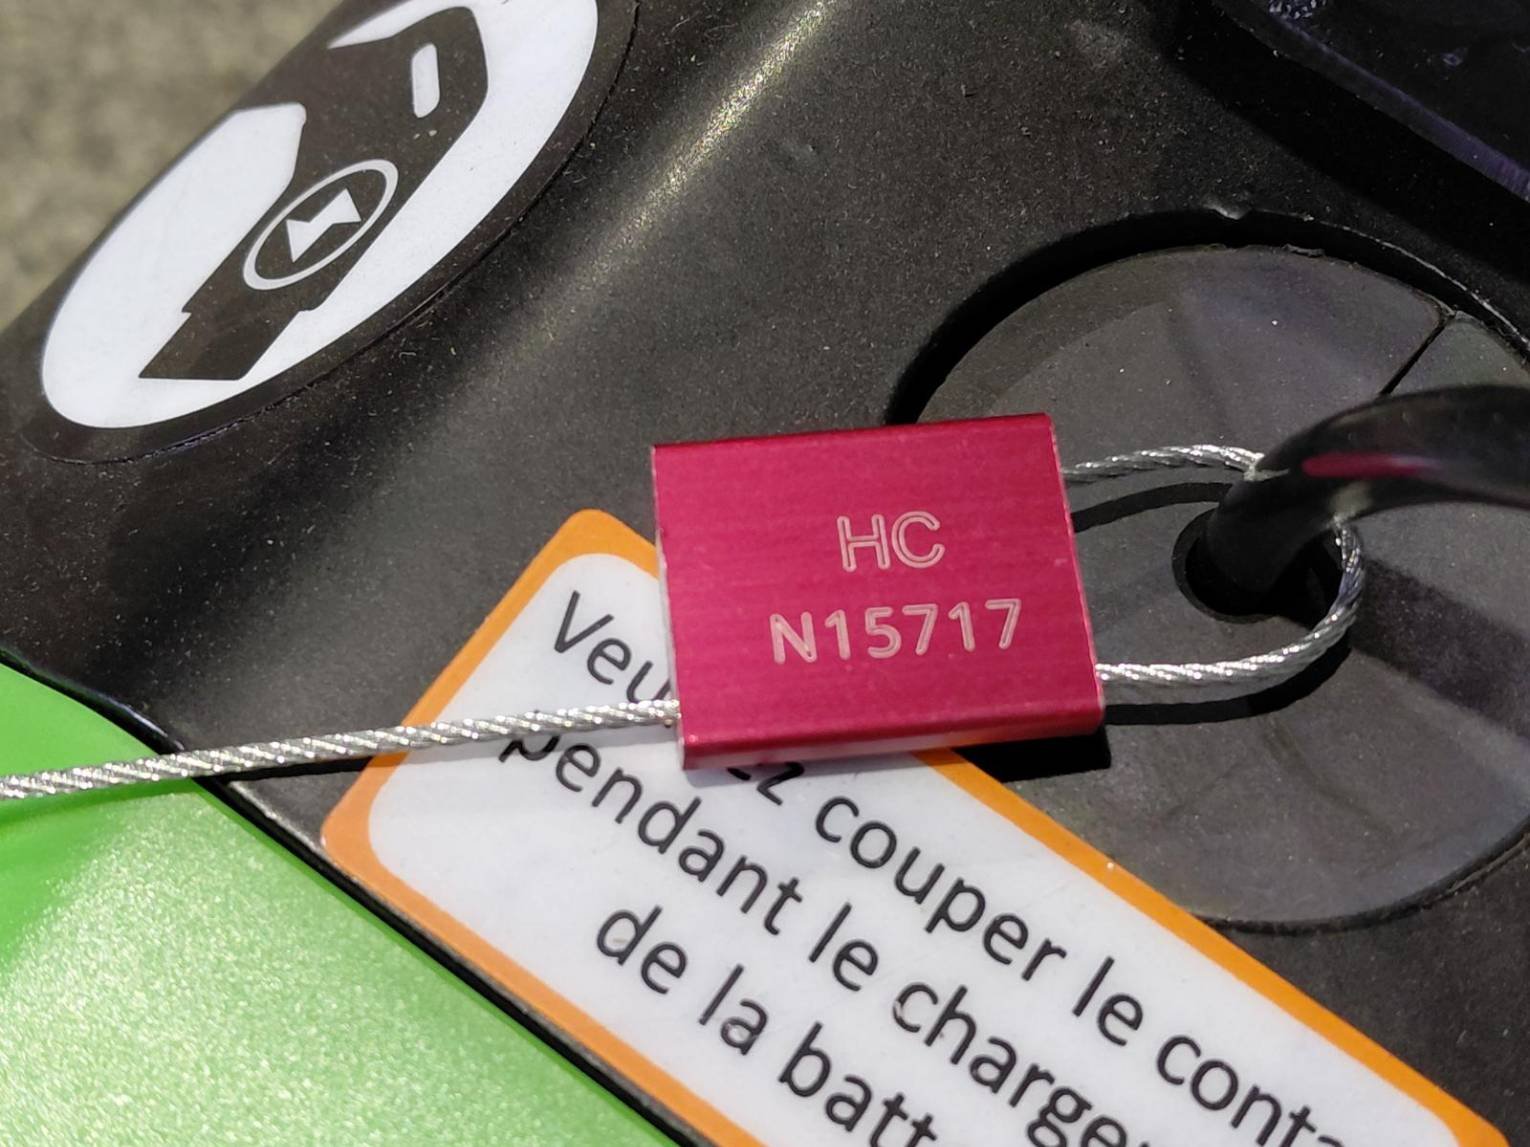 HC
N15717
couper le
pendant le
de la